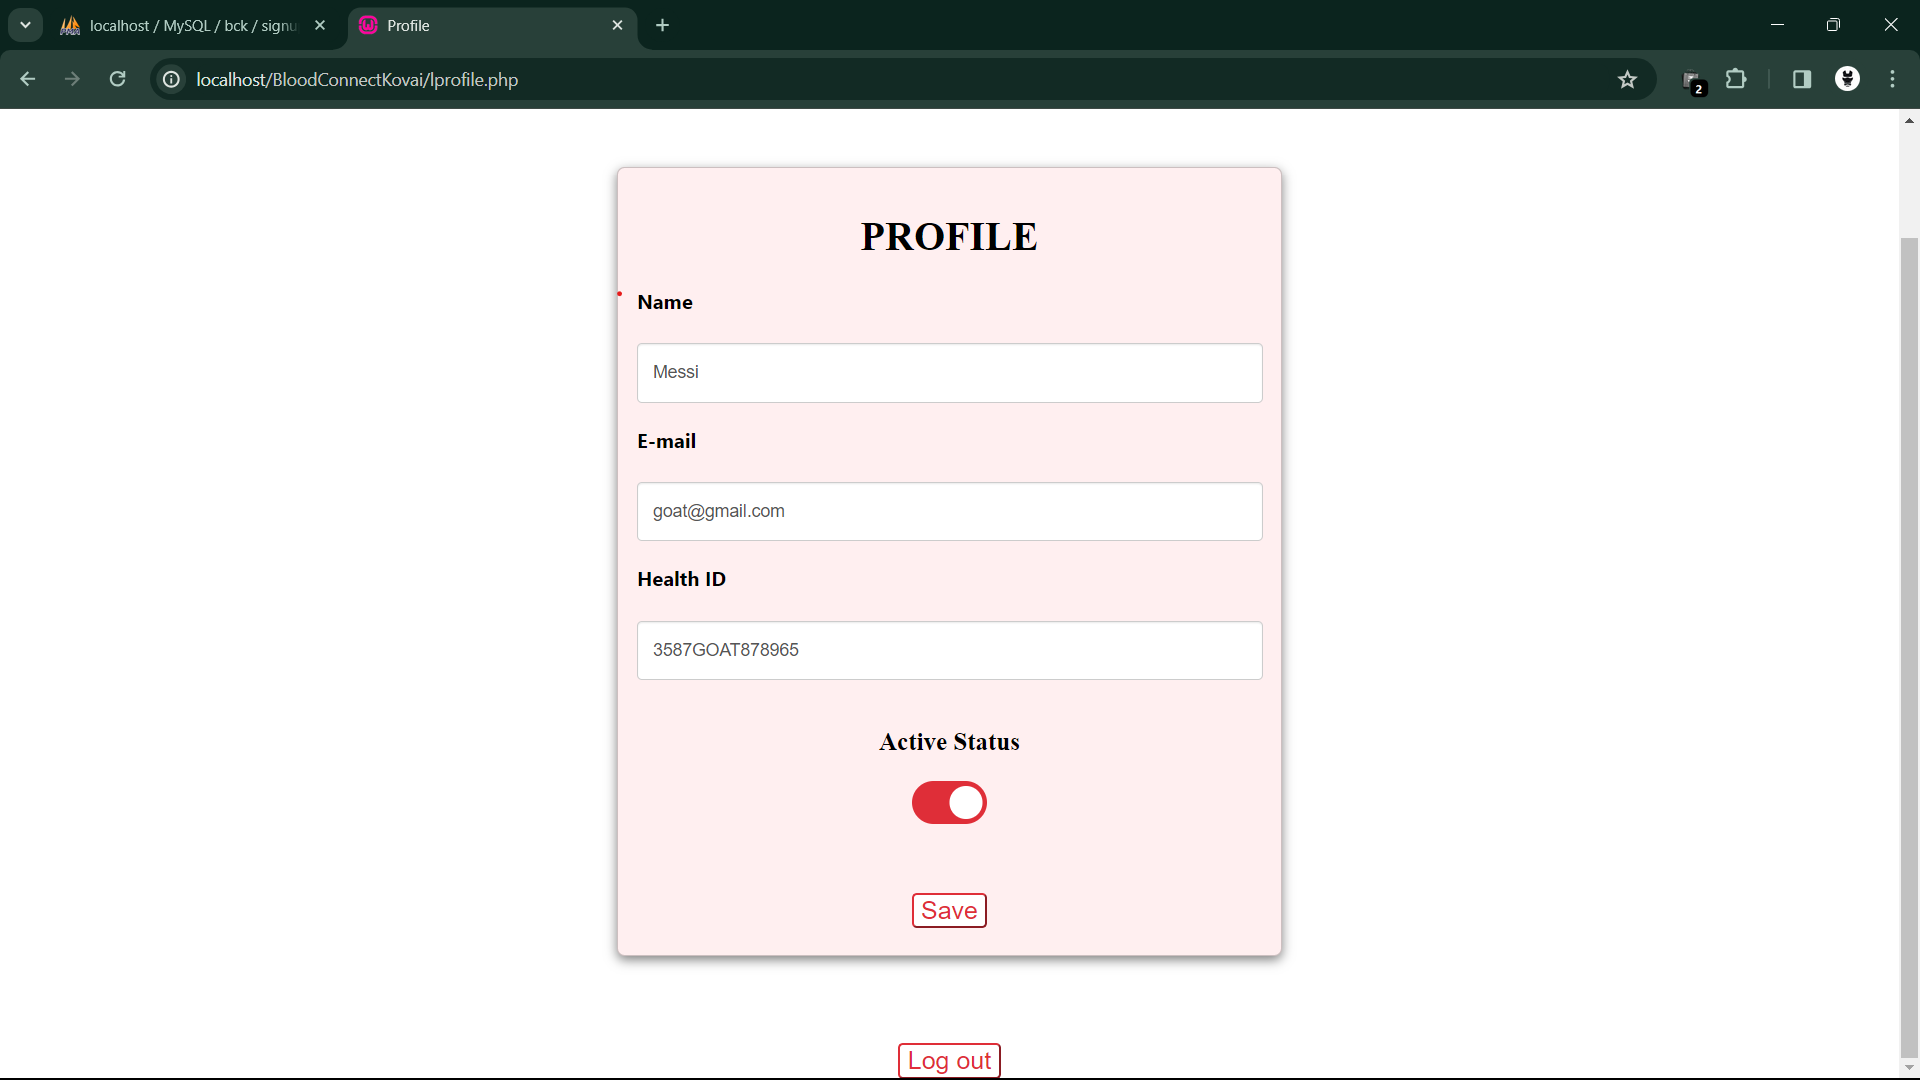 localhost / MySQL / bck / signu
Profile
localhost/BloodConnectKovai/lprofile.php
2
PROFILE
Name
Messi
E-mail
goat@gmail.com
Health ID
3587GOAT878965
Active Status
Save
Log out